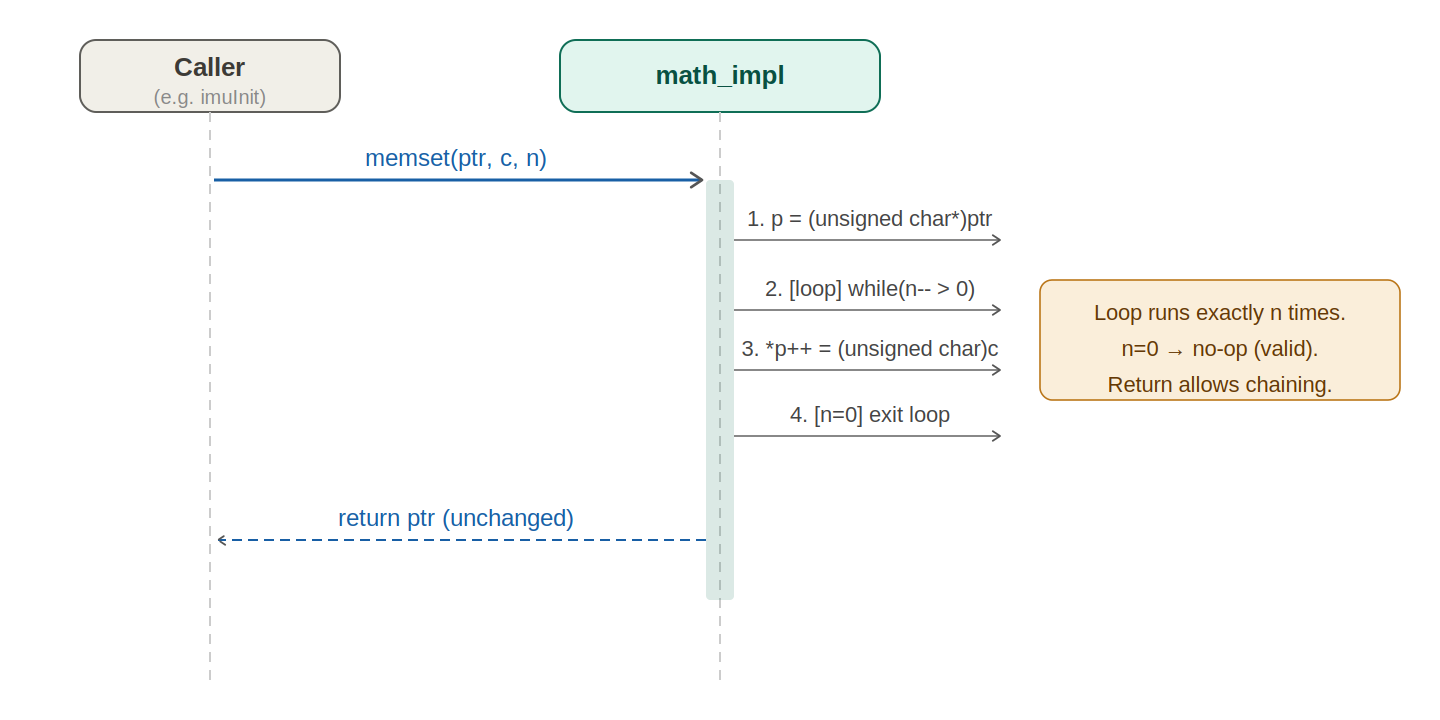 Caller
(e.g. imuInit)
math_impl
memset(ptr, c, n)
1. p = (unsigned char*)ptr
2. [loop] while(n-- > 0)
3. *p++ = (unsigned char)c
4. [n=0] exit loop
Loop runs exactly n times.
n=0 → no-op (valid).
Return allows chaining.
return ptr (unchanged)